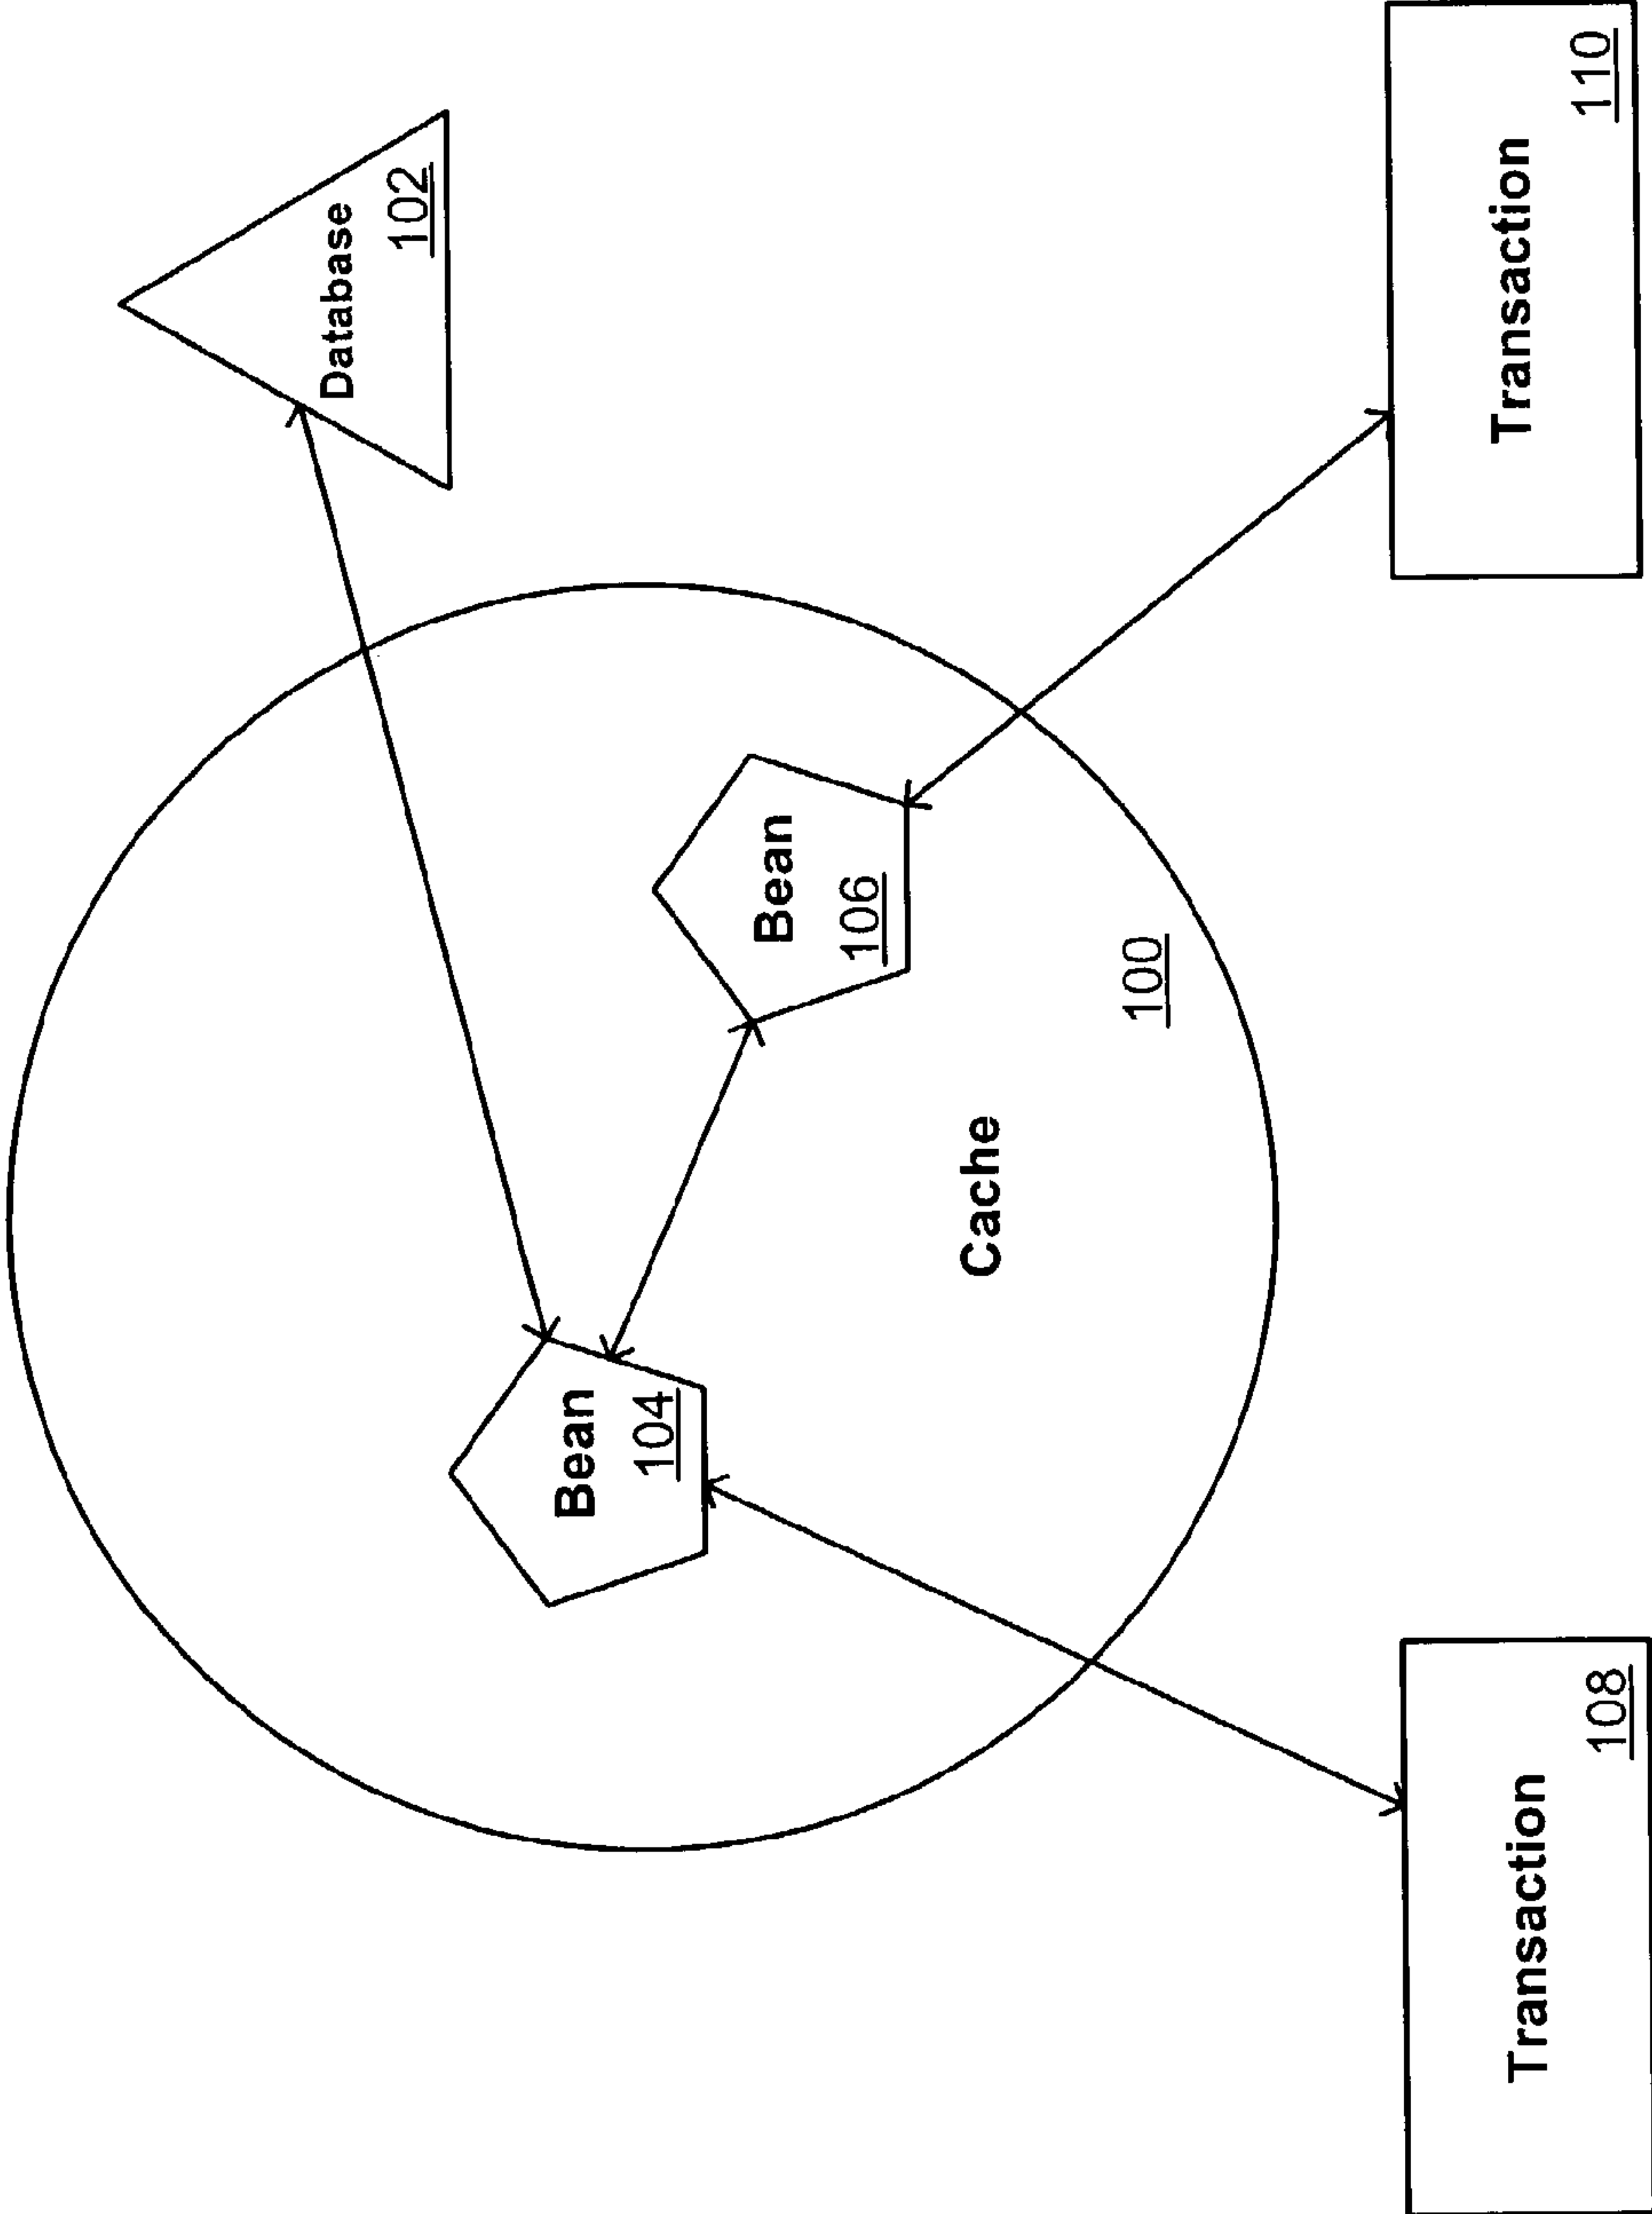 Database
102
Bean
104
Bean
106
Cache
100
Transaction
108
Transaction
110